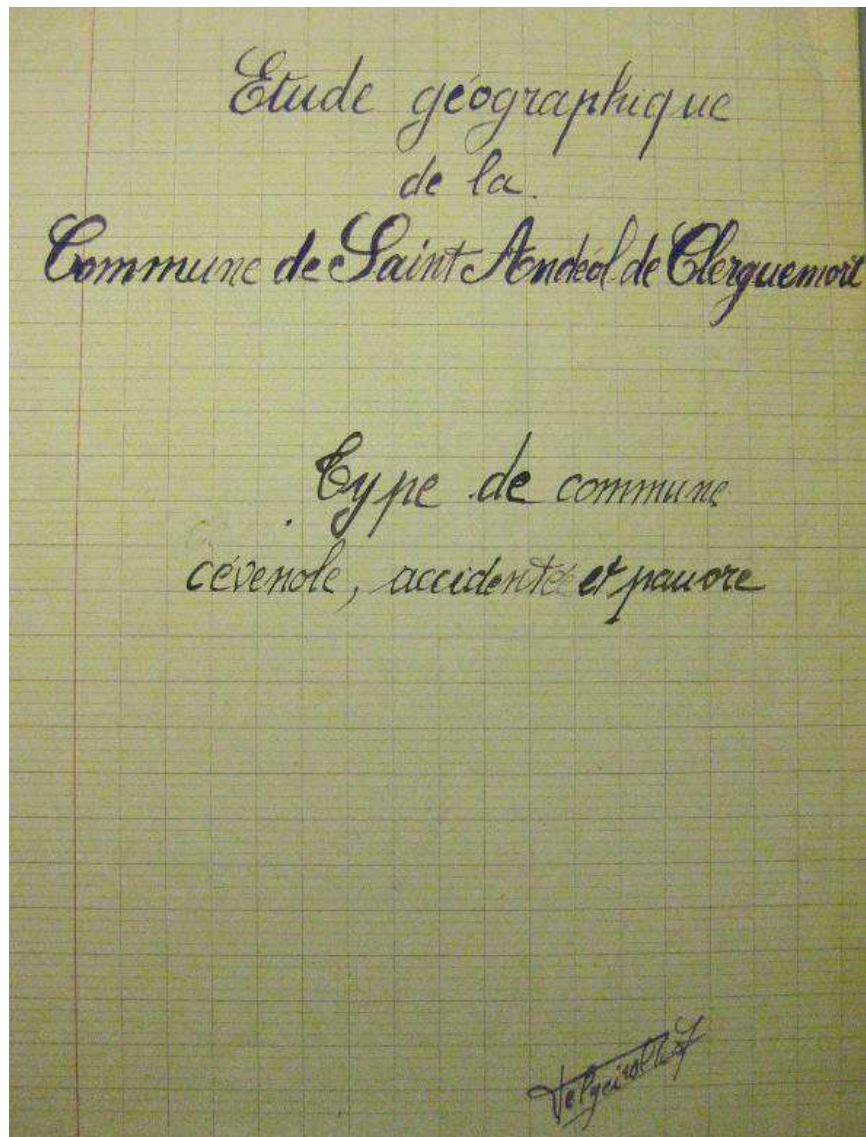 Etude géographique
de la
Commune de Saint Andéol de Clerguemort
Type de commune
cévenole, accidentée et pauvre